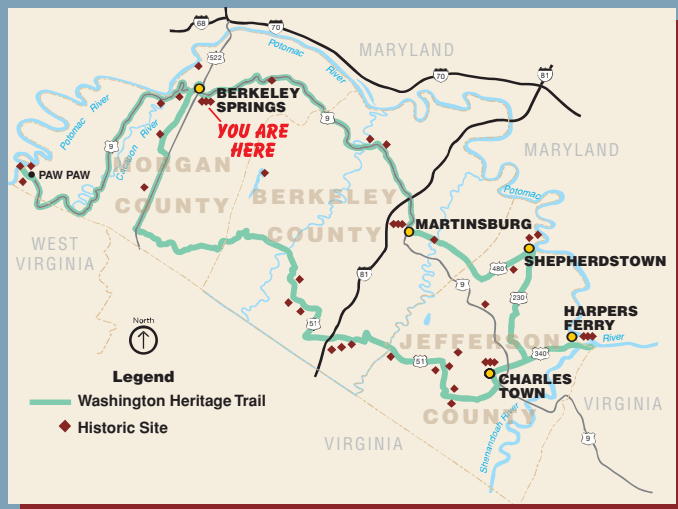 68
70
522
MARYLAND
Potomac
River
70
81
BERKELEY
SPRINGS
YOU ARE
HERE
9
Potomac River
Cacapon River
9
MARYLAND
MORGAN
COUNTY
PAW PAW
BERKELEY
COUNTY
Potomac
MARTINSBURG
WEST
VIRGINIA
SHEPHERDSTOWN
480
81
9
230
HARPERS
FERRY
River
51
JEFFERSON
340
51
North
CHARLES
TOWN
COUNTY
Shenandoah River
VIRGINIA
9
VIRGINIA
Legend
Washington Heritage Trail
Historic Site